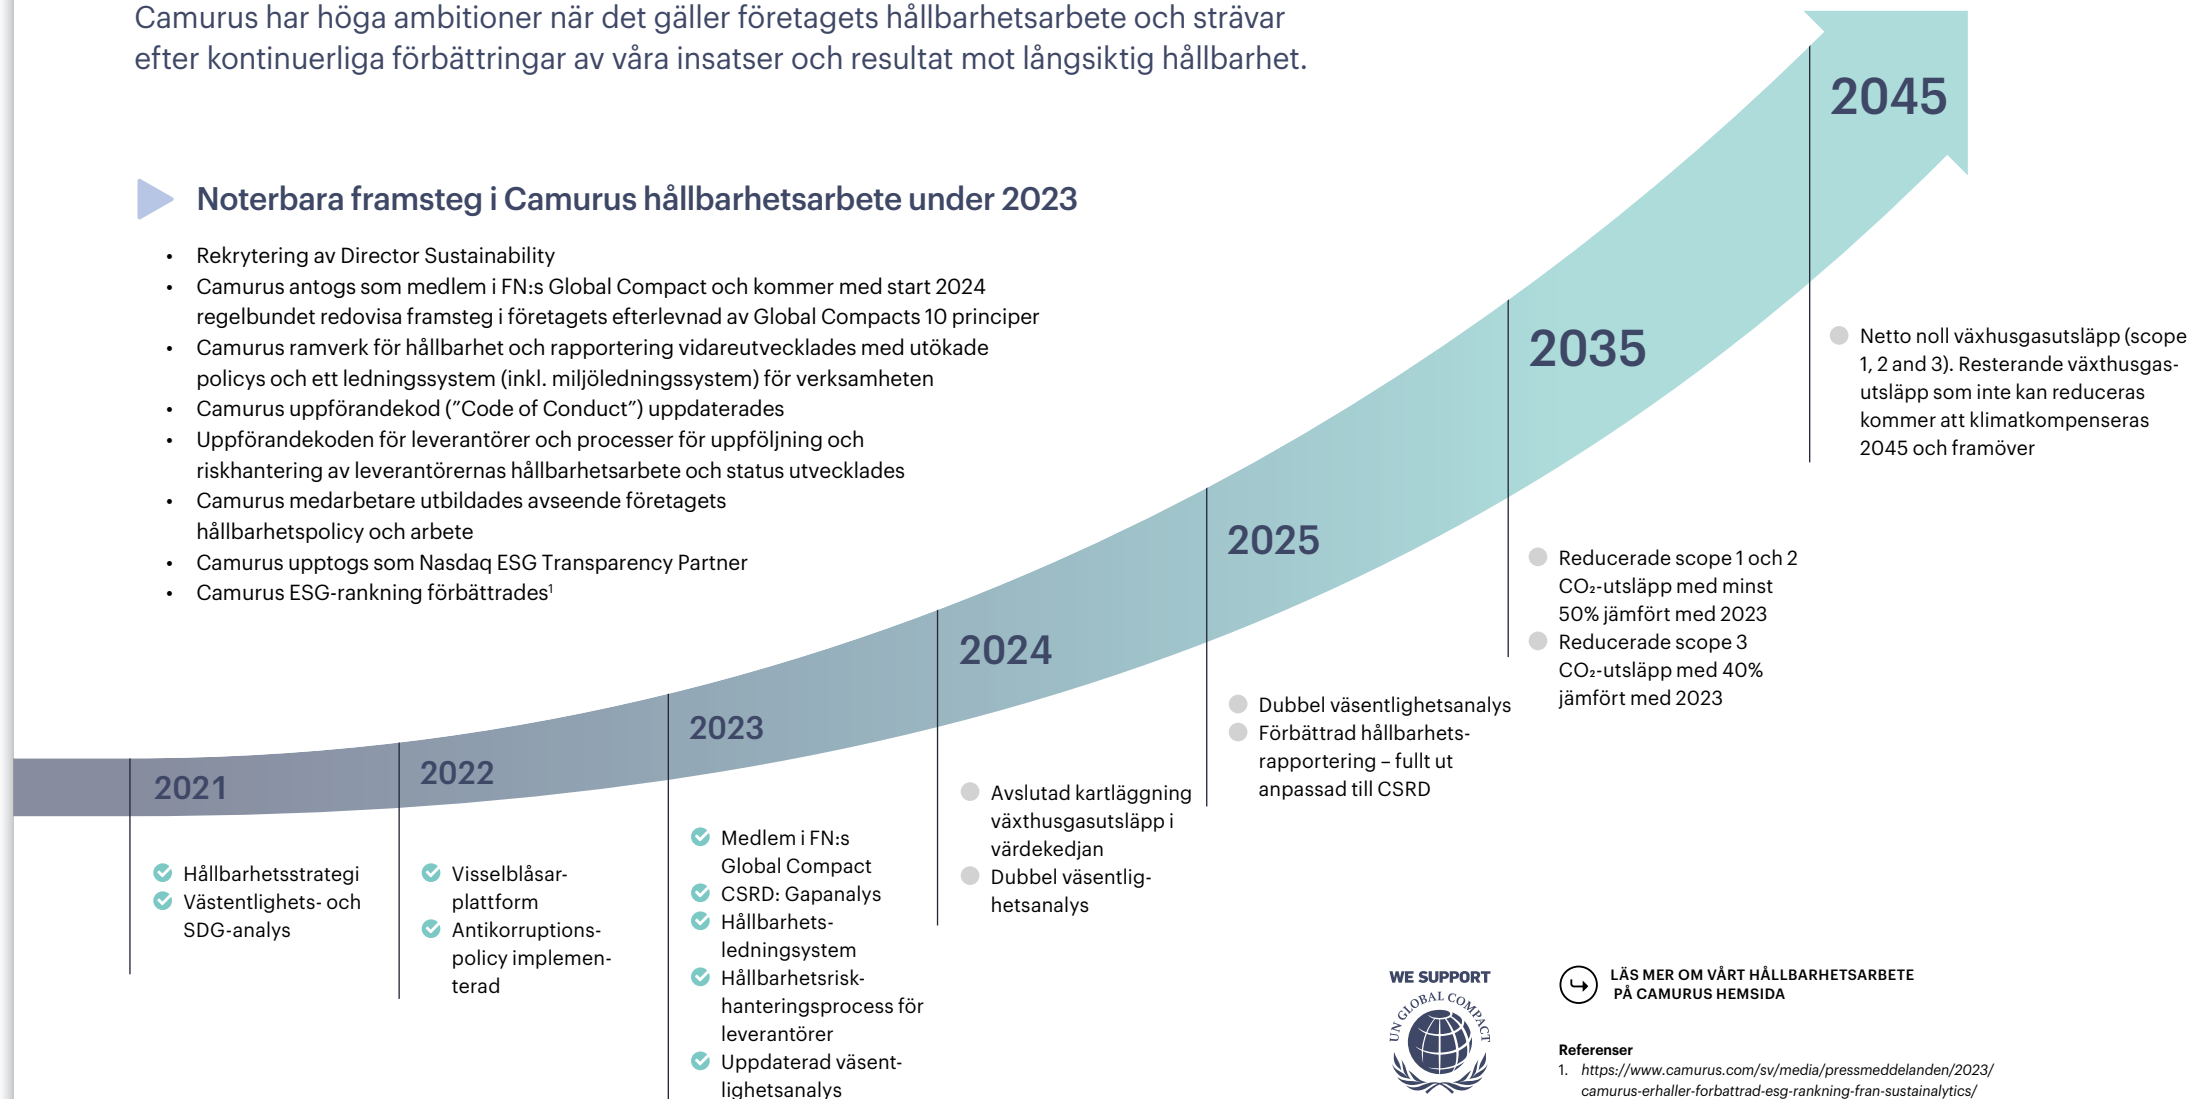 Camurus har höga ambitioner när det gäller företagets hållbarhetsarbete och strävar
efter kontinuerliga förbättringar av våra insatser och resultat mot långsiktig hållbarhet.
Noterbara framsteg i Camurus hållbarhetsarbete under 2023
• Rekrytering av Director Sustainability
• Camurus antogs som medlem i FN:s Global Compact och kommer med start 2024
regelbundet redovisa framsteg i företagets efterlevnad av Global Compacts 10 principer
• Camurus ramverk för hållbarhet och rapportering vidareutvecklades med utökade
policys och ett ledningssystem (inkl. miljöledningssystem) för verksamheten
• Camurus uppförandekod (”Code of Conduct”) uppdaterades
• Uppförandekoden för leverantörer och processer för uppföljning och
riskhantering av leverantörernas hållbarhetsarbete och status utvecklades
• Camurus medarbetare utbildades avseende företagets
hållbarhetspolicy och arbete
• Camurus upptogs som Nasdaq ESG Transparency Partner
• Camurus ESG-rankning förbättrades¹
2021
Hållbarhetsstrategi
Västentlighets- och
SDG-analys
2022
Visselblåsar-
plattform
Antikorruptions-
policy implemen-
terad
2023
Medlem i FN:s
Global Compact
CSRD: Gapanalys
Hållbarhets-
ledningsystem
Hållbarhetsrisk-
hanteringsprocess för
leverantörer
Uppdaterad väsent-
lighetsanalys
2024
Avslutad kartläggning
växthusgasutsläpp i
värdekedjan
Dubbel väsentlig-
hetsanalys
2025
Dubbel väsentlighetsanalys
Förbättrad hållbarhets-
rapportering – fullt ut
anpassad till CSRD
2035
Reducerade scope 1 och 2
CO₂-utsläpp med minst
50% jämfört med 2023
Reducerade scope 3
CO₂-utsläpp med 40%
jämfört med 2023
2045
Netto noll växhusgasutsläpp (scope
1, 2 and 3). Resterande växthusgas-
utsläpp som inte kan reduceras
kommer att klimatkompenseras
2045 och framöver
WE SUPPORT
UN GLOBAL COMPACT
LÄS MER OM VÅRT HÅLLBARHETSARBETE
PÅ CAMURUS HEMSIDA
Referenser
1. https://www.camurus.com/sv/media/pressmeddelanden/2023/
camurus-erhaller-forbattrad-esg-rankning-fran-sustainalytics/